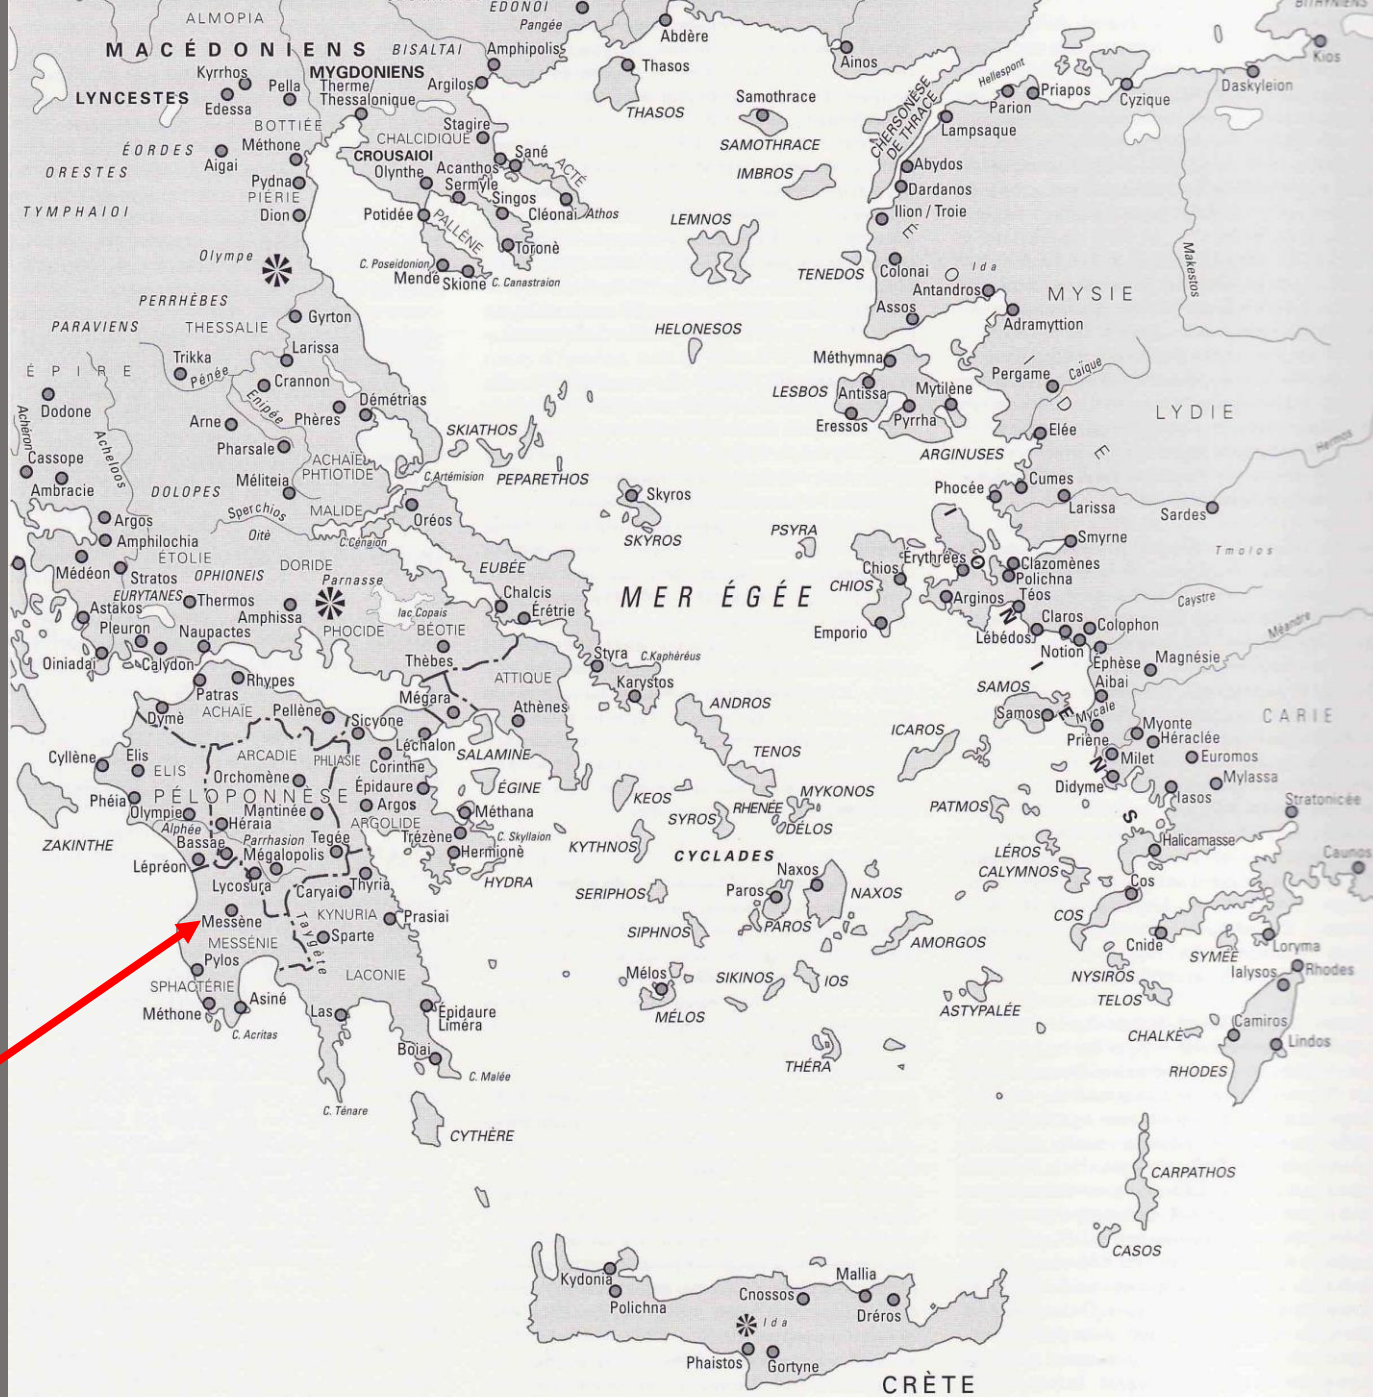 EDONOI
Pangée
BITHYNIENS
ALMOPIA
Abdère
MACÉDONIENS
BISALTAI
Amphipolis
Ainos
Kios
Kyrrhos
Pella
MYGDONIENS
Therme/
Thessalonique
Argilos
Thasos
THASOS
Hellespont
Parion
Priapos
Cyzique
Daskyleion
LYNCESTES
Edessa
Samothrace
SAMOTHRACE
CHERSONÈSE
DE THRACE
Lampsaque
BOTTIÉE
Stagire
CHALCIDIQUE
ÉORDES
Aigai
Méthone
CROUSAIOI
Olynthe
Acanthos
Sané
ACTÉ
IMBROS
Abydos
ORESTES
Pydna
PIÉRIE
Sermyle
Singos
Dardanos
TYMPHAIOI
Dion
Potidée
PALLÈNE
Cléonai
Athos
LEMNOS
Ilion / Troie
Olympe
C. Poseidonion
Mendè
Skione
Toronè
C. Canastraion
TENEDOS
Colonai
Ida
Makestos
Antandros
MYSIE
PERRHÈBES
Assos
Adramyttion
PARAVIENS
THESSALIE
Gyrton
HELONESOS
Larissa
Trikka
Pénée
Méthymna
ÉPIRE
Crannon
LESBOS
Antissa
Mytilène
Pergame
Caïque
Dodone
Enipée
Démétrias
Eressos
Pyrrha
LYDIE
Achéron
Acheloos
Arne
Phères
SKIATHOS
Elée
Hermos
Pharsale
ARGINUSES
Cassope
ACHAÏE
PHTIOTIDE
C.Artémision
PEPARETHOS
Cumes
Ambracie
DOLOPES
Méliteia
Skyros
Phocée
Larissa
Sardes
Argos
Sperchios
MALIDE
Oréos
SKYROS
PSYRA
Smyrne
Amphilochia
Oitè
C.Cénaion
Tmolos
ÉTOLIE
DORIDE
EUBÉE
Érythrées
Clazomènes
Médéon
Stratos
OPHIONEIS
Parnasse
MER ÉGÉE
CHIOS
Chios
Polichna
EURYTANES
Thermos
lac Copais
Chalcis
Arginos
Téos
Caystre
Astakos
Amphissa
Érétrie
Claros
Colophon
Pleuron
Naupactes
PHOCIDE
BÉOTIE
Emporio
Lébédos
Notion
Méandre
Oiniadai
Calydon
Thèbes
Styra
C.Kaphèréus
Éphèse
Magnésie
Patras
Rhypes
ATTIQUE
Karystos
SAMOS
Aibai
ACHAÏE
Pellène
Mégara
ANDROS
Samos
Mycale
CARIE
Dymè
Sicyone
Athènes
ICAROS
Myonte
Priène
Héraclée
Cyllène
Elis
ARCADIE
PHLIASIE
Léchaion
SALAMINE
TENOS
Milet
Euromos
ELIS
Orchomène
Corinthe
IONIENNES
PÉLOPONNÈSE
Épidaure
ÉGINE
KEOS
MYKONOS
Didyme
Mylassa
Phéia
Argos
RHENÉE
PATMOS
Iasos
Stratonicée
Olympie
Mantinée
Méthana
SYROS
DÉLOS
Alphée
Héraia
ARGOLIDE
ZAKINTHE
Bassae
Parrhasion
Tegée
Trézène
C. Skyllaion
KYTHNOS
LÉROS
Halicarnasse
Lépréon
Mégalopolis
Hermionè
CYCLADES
CALYMNOS
Caunos
Lycosura
Caryai
Thyria
HYDRA
SERIPHOS
Naxos
Paros
NAXOS
Cos
Messène
KYNURIA
Prasiai
PAROS
COS
Taygète
Sparte
SIPHNOS
AMORGOS
Cnide
MESSÉNIE
Loryma
Pylos
LACONIE
Mélos
SIKINOS
IOS
NYSIROS
SYMÉE
Ialysos
Rhodes
SPHACTÉRIE
TELOS
Méthone
Asiné
Las
Épidaure
Liméra
MÉLOS
ASTYPALÉE
C. Acritas
Boïai
CHALKÈ
Camiros
Lindos
THÉRA
RHODES
C. Malée
C. Ténare
CYTHÈRE
CARPATHOS
CASOS
Kydonia
Polichna
Cnossos
Mallia
Dréros
Ida
Phaistos
Gortyne
CRÈTE